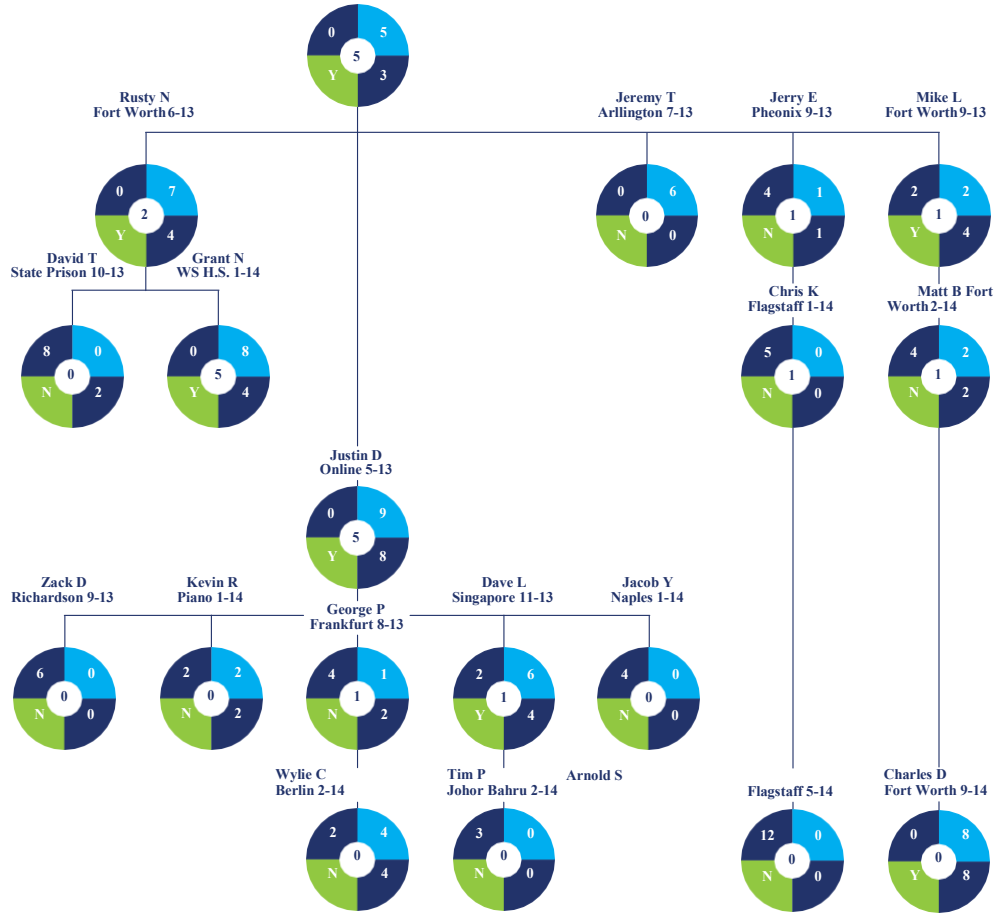 0 5
5
Y 3
Rusty N
Fort Worth 6-13
Jeremy T
Arllington 7-13
Jerry E
Pheonix 9-13
Mike L
Fort Worth 9-13
0 7
2
Y 4
0 6
0
N 0
4 1
1
N 1
2 2
1
Y 4
David T
State Prison 10-13
Grant N
WS H.S. 1-14
Chris K
Flagstaff 1-14
Matt B Fort
Worth 2-14
8 0
0
N 2
0 8
5
Y 4
5 0
1
N 0
4 2
1
N 2
Justin D
Online 5-13
0 9
5
Y 8
Zack D
Richardson 9-13
Kevin R
Piano 1-14
George P
Frankfurt 8-13
Dave L
Singapore 11-13
Jacob Y
Naples 1-14
6 0
0
N 0
2 2
0
N 2
4 1
1
N 2
2 6
1
Y 4
4 0
0
N 0
Wylie C
Berlin 2-14
Tim P
Johor Bahru 2-14
Arnold S
Flagstaff 5-14
Charles D
Fort Worth 9-14
2 4
0
N 4
3 0
0
N 0
12 0
0
N 0
0 8
0
Y 8